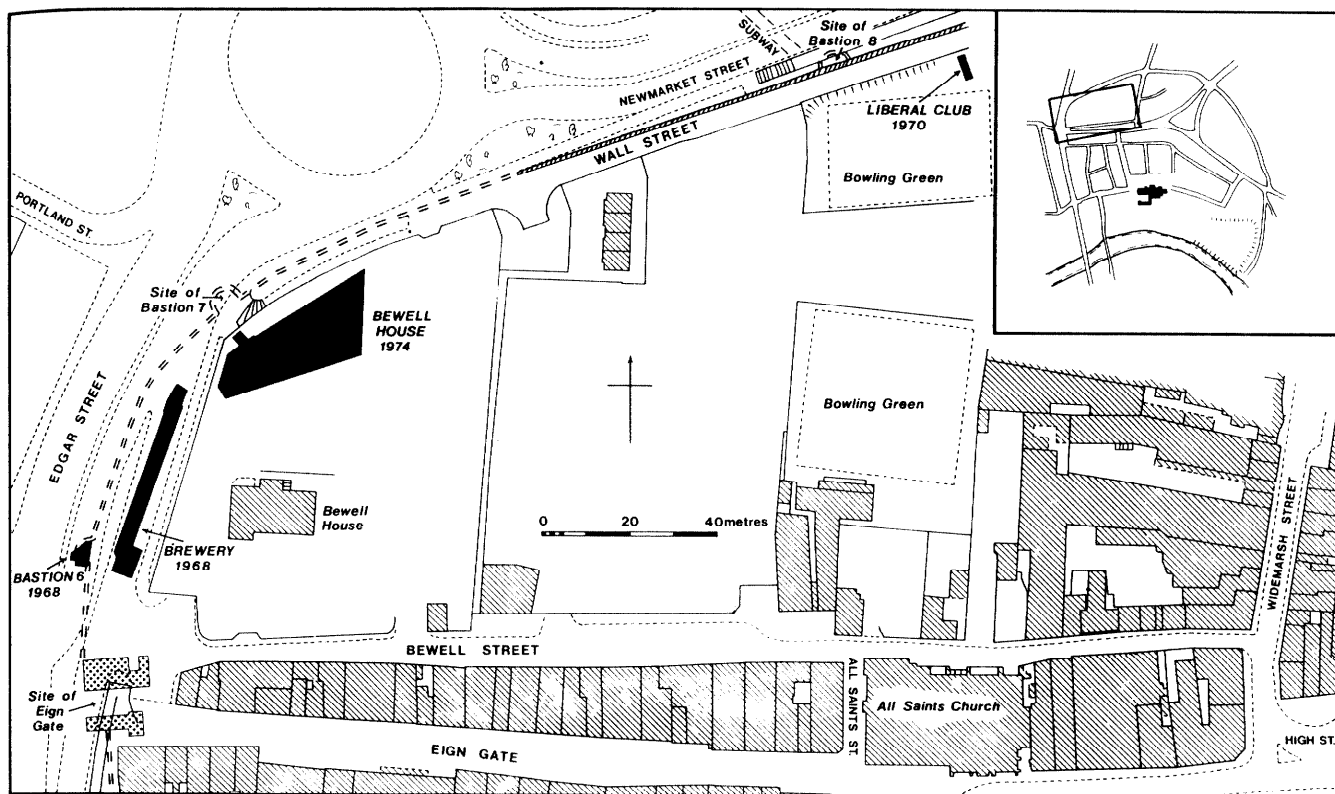 SUBWAY
Site of
Bastion 8
NEWMARKET STREET
WALL STREET
LIBERAL CLUB
1970
Bowling Green
PORTLAND ST.
Site of
Bastion 7
BEWELL
HOUSE
1974
EDGAR STREET
Bowling Green
Bewell
House
0 20 40metres
BREWERY
1968
BASTION 6
1968
WIDEMARSH STREET
BEWELL STREET
Site of
Eign
Gate
ALL SAINTS ST.
All Saints Church
EIGN GATE
HIGH ST.